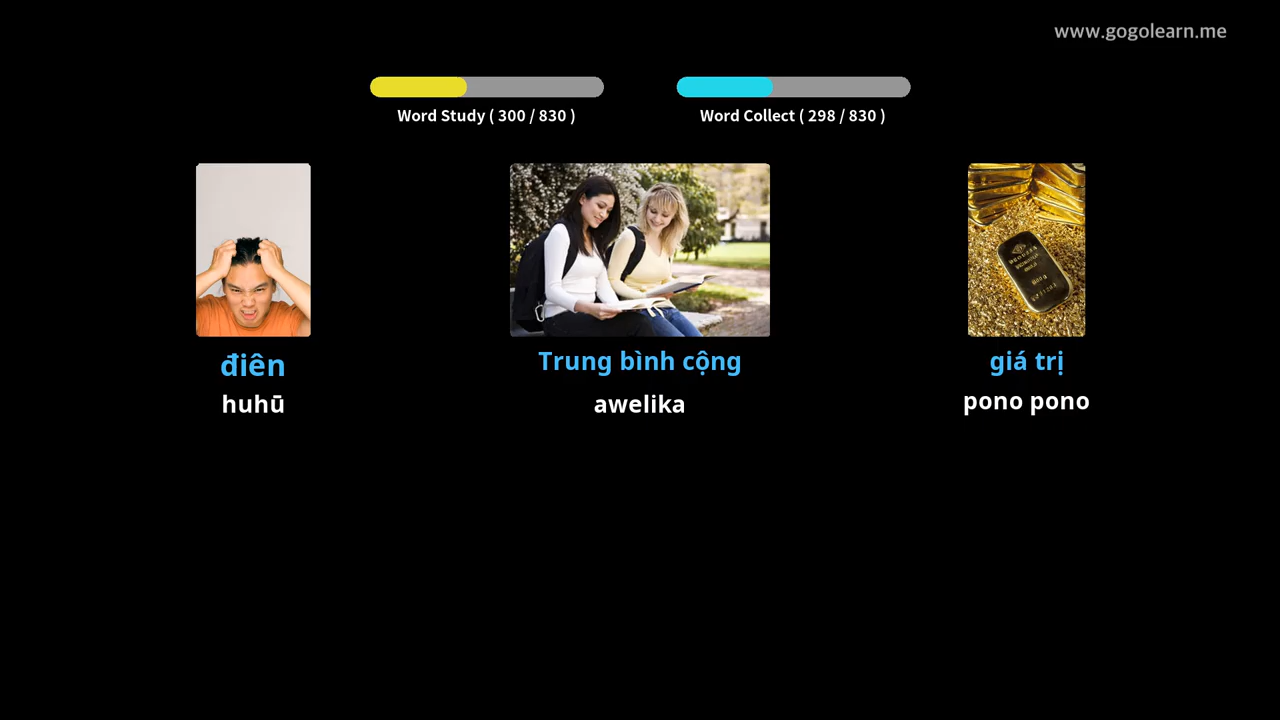 www.gogolearn.me
Word Study ( 300 / 830 )
Word Collect ( 298 / 830 )
điên
Trung bình cộng
giá trị
huhū
awelika
pono pono